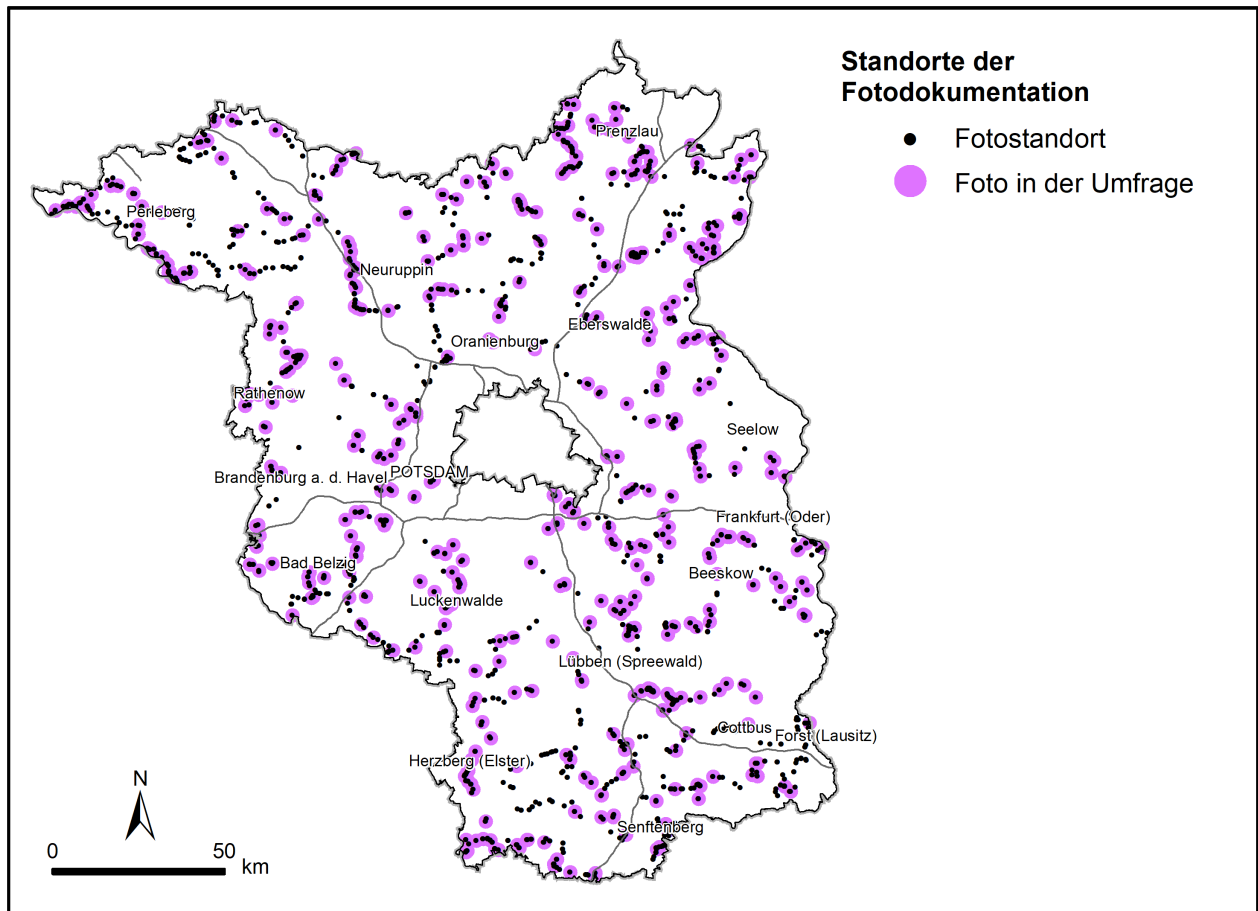 Standorte der
Fotodokumentation
Fotostandort
Foto in der Umfrage
Prenzlau
Perleberg
Neuruppin
Eberswalde
Oranienburg
Rathenow
Seelow
POTSDAM
Brandenburg a. d. Havel
Frankfurt (Oder)
Bad Belzig
Beeskow
Luckenwalde
Lübben (Spreewald)
Cottbus
Forst (Lausitz)
Herzberg (Elster)
Senftenberg
N
0 50
km